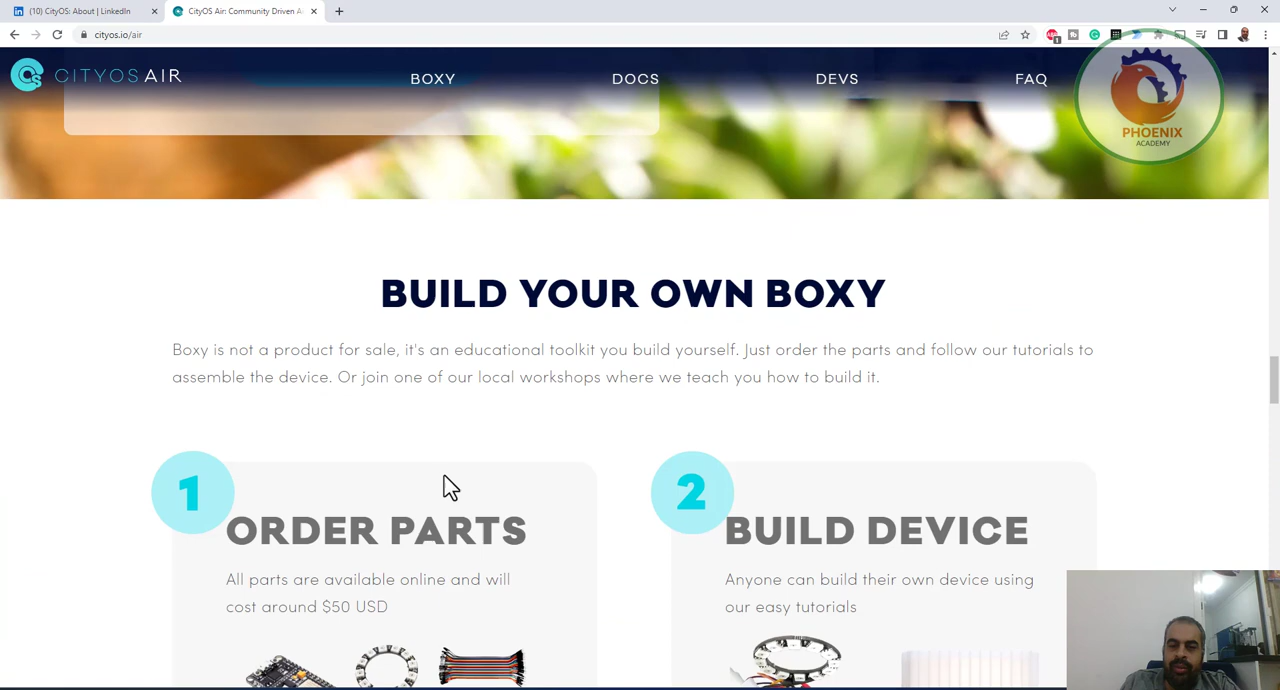 (10) CityOS: About | LinkedIn
CityOS Air: Community Driven A
cityos.io/air
CITYOS AIR
BOXY
DOCS
DEVS
FAQ
PHOENIX
ACADEMY
BUILD YOUR OWN BOXY
Boxy is not a product for sale, it's an educational toolkit you build yourself. Just order the parts and follow our tutorials to
assemble the device. Or join one of our local workshops where we teach you how to build it.
1
ORDER PARTS
All parts are available online and will
cost around $50 USD
2
BUILD DEVICE
Anyone can build their own device using
our easy tutorials